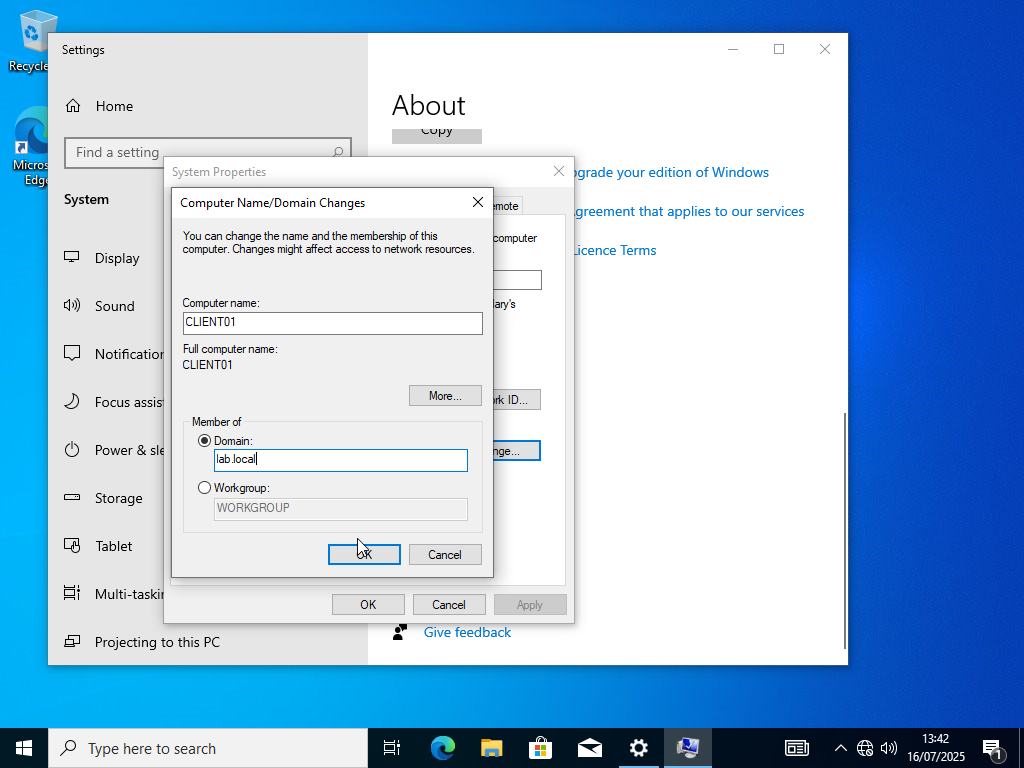 Recycle
Micros
Edge
Settings
Home
Find a setting
System
Display
Sound
Notification
Focus assist
Power & sle
Storage
Tablet
Multi-taskin
Projecting to this PC
About
Copy
pgrade your edition of Windows
greement that applies to our services
Licence Terms
Give feedback
System Properties
emote
computer
ary's
ork ID...
nge...
OK
Cancel
Apply
Computer Name/Domain Changes
You can change the name and the membership of this
computer. Changes might affect access to network resources.
Computer name:
CLIENT01
Full computer name:
CLIENT01
More...
Member of
Domain:
lab.local
Workgroup:
WORKGROUP
OK
Cancel
Type here to search
13:42
16/07/2025
1